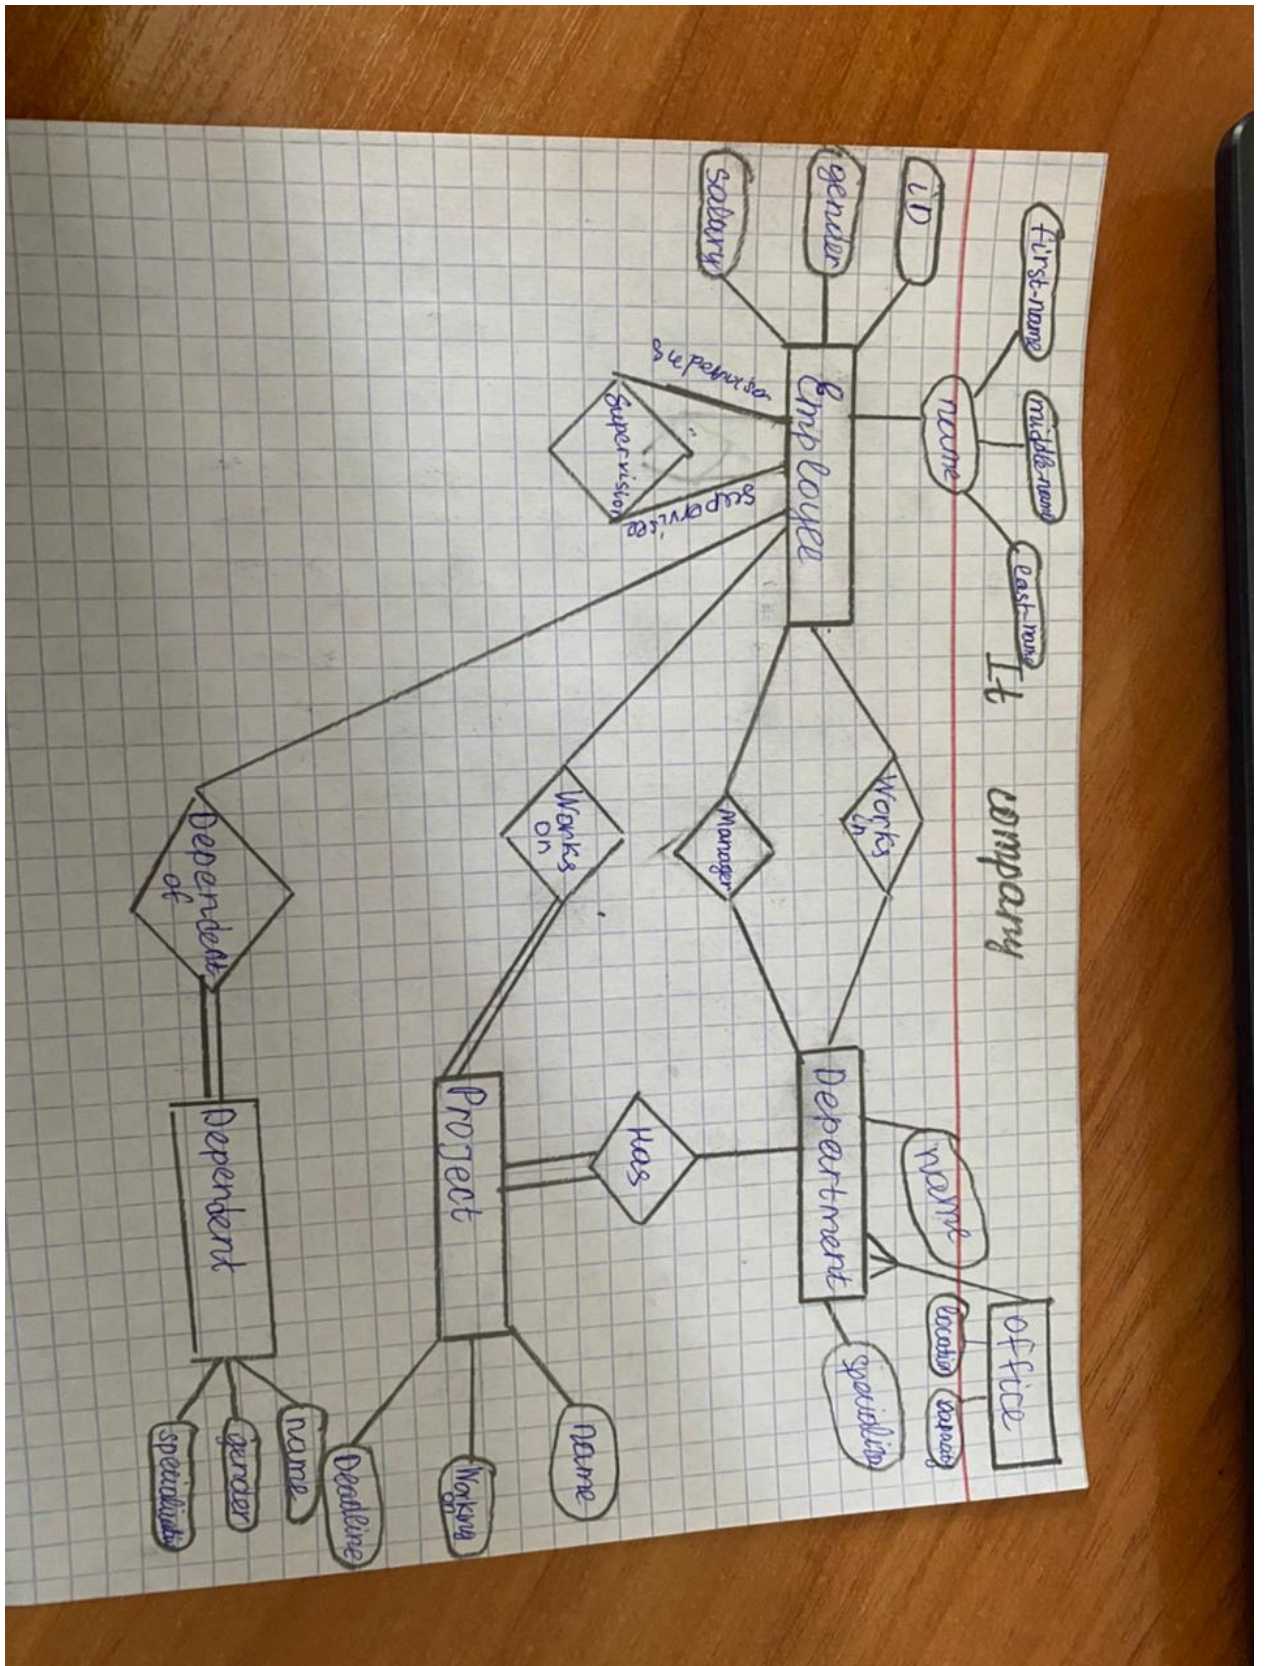 It company
first-name
middle-name
last-name
name
iD
gender
salary
Employee
supervisor
Supervision
supervisee
Works
in
Manager
Works
on
Dependent
of
Department
name
office
location
Has
Project
name
Working
on
Deadline
Dependent
name
gender